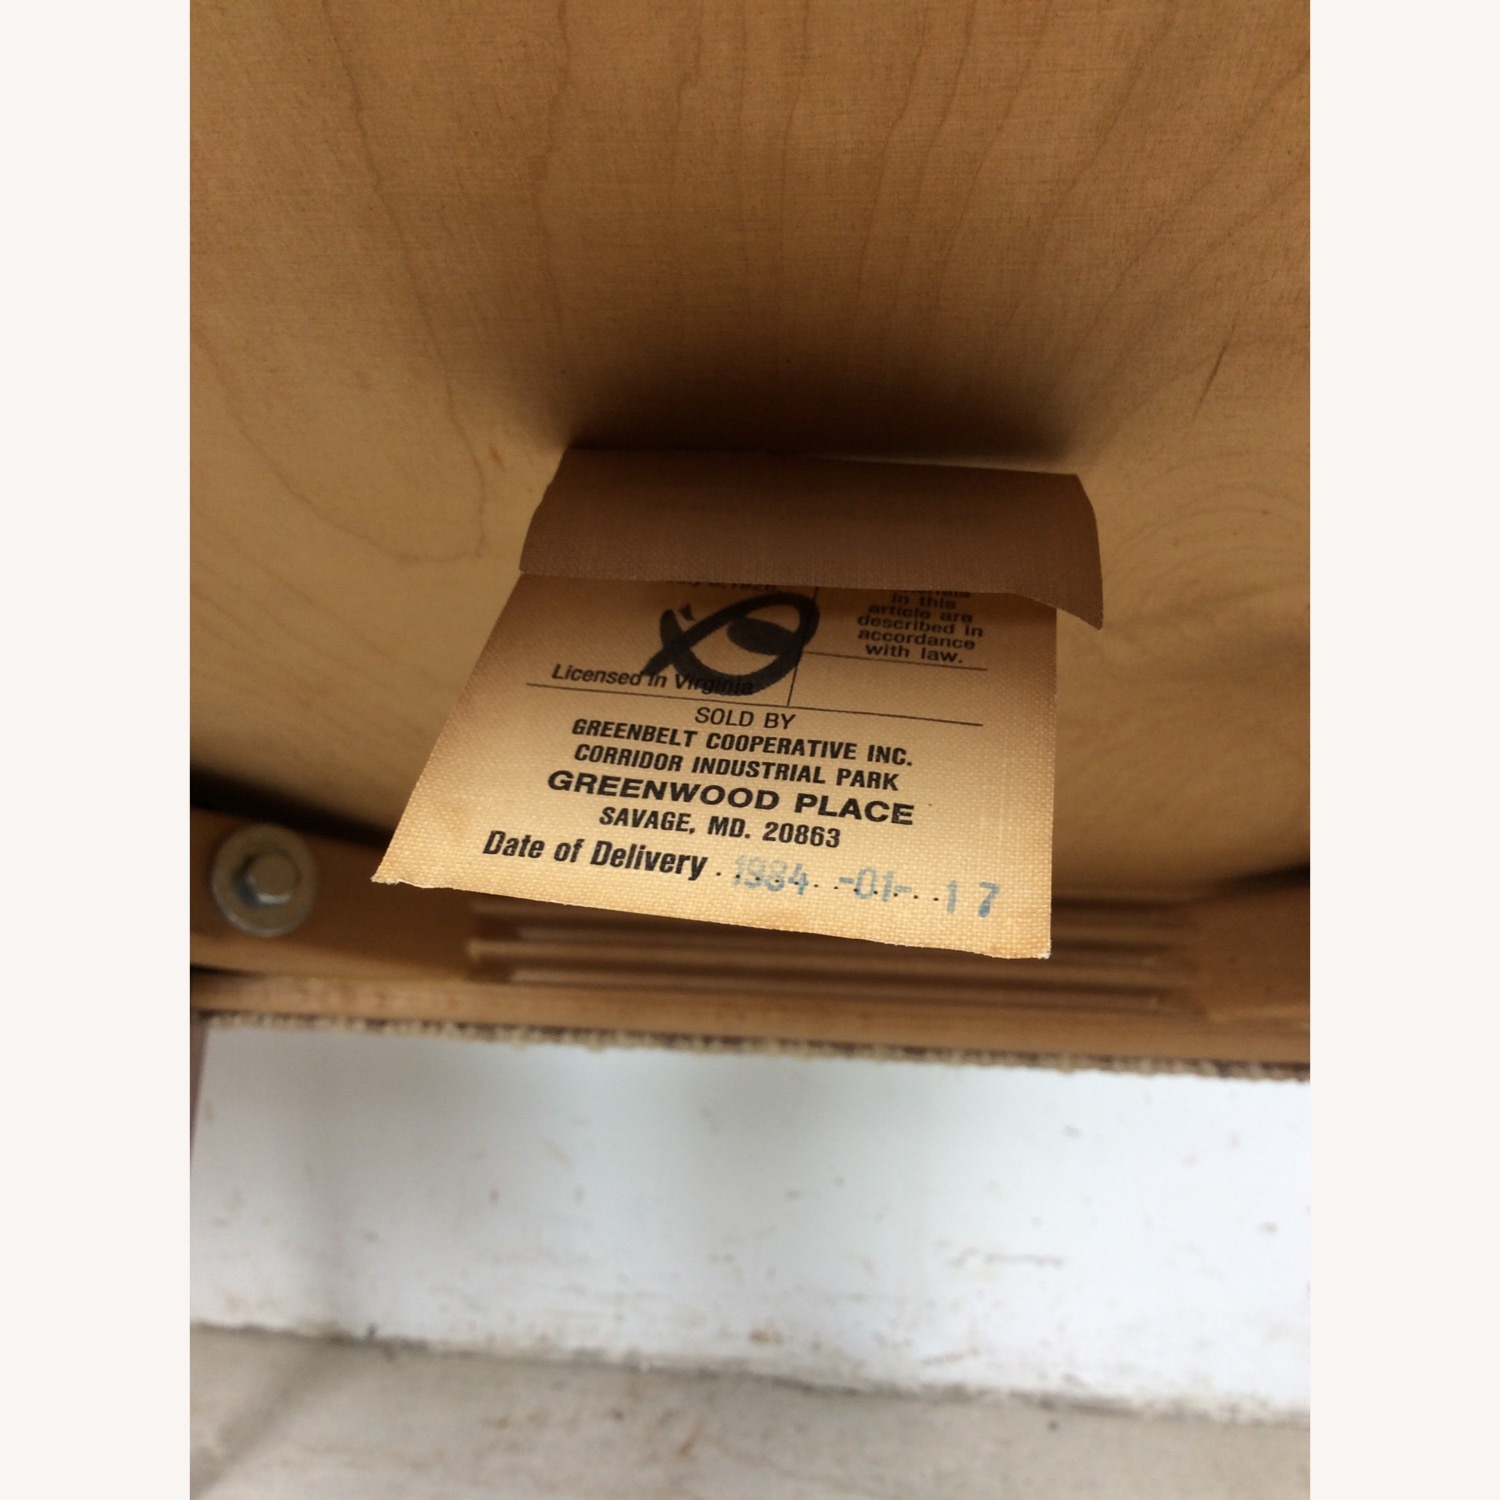 in this
article are
described in
accordance
with law.
Licensed in Virginia
SOLD BY
GREENBELT COOPERATIVE INC.
CORRIDOR INDUSTRIAL PARK
GREENWOOD PLACE
SAVAGE, MD. 20863
Date of Delivery . 1984 -01- 17